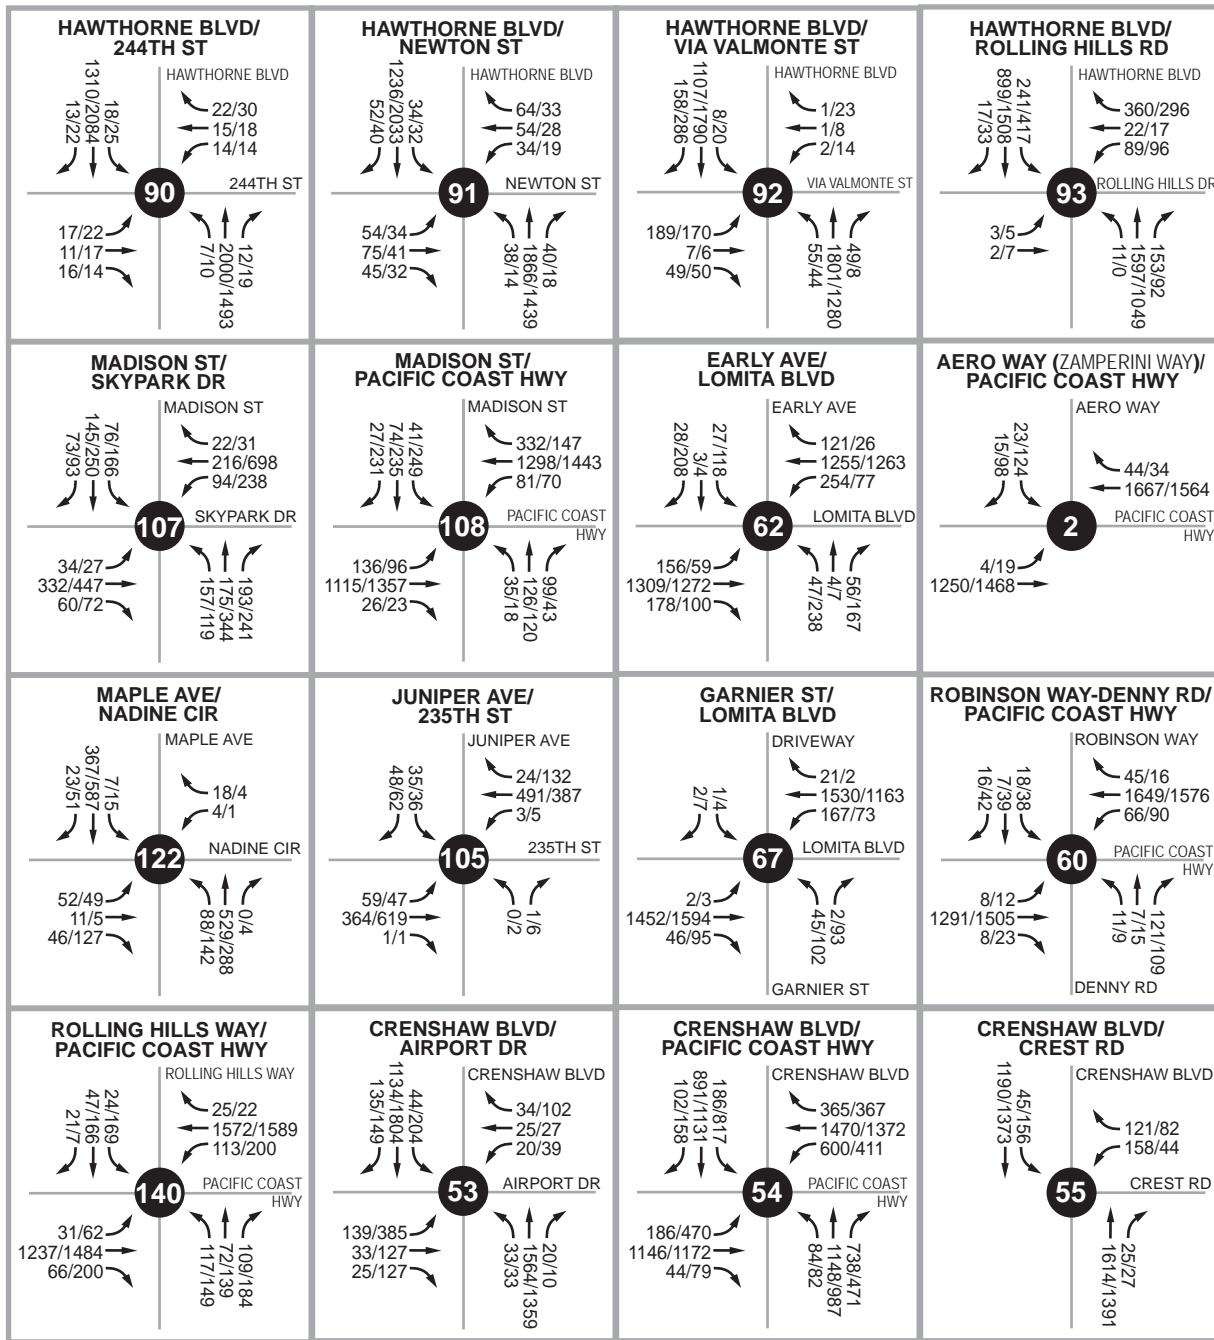 HAWTHORNE BLVD/
244TH ST
HAWTHORNE BLVD
13/22
1310/2084
18/25
22/30
15/18
14/14
90
244TH ST
17/22
11/17
16/14
7/10
2000/1493
12/19
HAWTHORNE BLVD/
NEWTON ST
HAWTHORNE BLVD
52/40
1236/2033
34/32
64/33
54/28
34/19
91
NEWTON ST
54/34
75/41
45/32
38/14
1866/1439
40/18
HAWTHORNE BLVD/
VIA VALMONTE ST
HAWTHORNE BLVD
158/286
1107/1790
8/20
1/23
1/8
2/14
92
VIA VALMONTE ST
189/170
7/6
49/50
55/44
1801/1280
49/8
HAWTHORNE BLVD/
ROLLING HILLS RD
HAWTHORNE BLVD
17/33
899/1508
241/417
360/296
22/17
89/96
93
ROLLING HILLS DR
3/5
2/7
11/0
1597/1049
153/92
MADISON ST/
SKYPARK DR
MADISON ST
73/93
145/250
76/166
22/31
216/698
94/238
107
SKYPARK DR
34/27
332/447
60/72
157/119
175/344
193/241
MADISON ST/
PACIFIC COAST HWY
MADISON ST
27/231
74/235
41/249
332/147
1298/1443
81/70
108
PACIFIC COAST
HWY
136/96
1115/1357
26/23
35/18
126/120
99/43
EARLY AVE/
LOMITA BLVD
EARLY AVE
28/208
3/4
27/118
121/26
1255/1263
254/77
62
LOMITA BLVD
156/59
1309/1272
178/100
47/238
4/7
56/167
AERO WAY (ZAMPERINI WAY)/
PACIFIC COAST HWY
AERO WAY
15/98
23/124
44/34
1667/1564
2
PACIFIC COAST
HWY
4/19
1250/1468
MAPLE AVE/
NADINE CIR
MAPLE AVE
23/51
367/587
7/15
18/4
4/1
122
NADINE CIR
52/49
11/5
46/127
88/142
529/288
0/4
JUNIPER AVE/
235TH ST
JUNIPER AVE
48/62
35/36
24/132
491/387
3/5
105
235TH ST
59/47
364/619
1/1
0/2
1/6
GARNIER ST/
LOMITA BLVD
DRIVEWAY
2/7
1/4
21/2
1530/1163
167/73
67
LOMITA BLVD
2/3
1452/1594
46/95
45/102
2/93
GARNIER ST
ROBINSON WAY-DENNY RD/
PACIFIC COAST HWY
ROBINSON WAY
16/42
7/39
18/38
45/16
1649/1576
66/90
60
PACIFIC COAST
HWY
8/12
1291/1505
8/23
11/9
7/15
121/109
DENNY RD
ROLLING HILLS WAY/
PACIFIC COAST HWY
ROLLING HILLS WAY
21/7
47/166
24/169
25/22
1572/1589
113/200
140
PACIFIC COAST
HWY
31/62
1237/1484
66/200
117/149
72/139
109/184
CRENSHAW BLVD/
AIRPORT DR
CRENSHAW BLVD
135/149
1134/1804
44/204
34/102
25/27
20/39
53
AIRPORT DR
139/385
33/127
25/127
33/33
1564/1359
20/10
CRENSHAW BLVD/
PACIFIC COAST HWY
CRENSHAW BLVD
102/158
891/1131
186/817
365/367
1470/1372
600/411
54
PACIFIC COAST
HWY
186/470
1146/1172
44/79
84/82
1148/987
738/471
CRENSHAW BLVD/
CREST RD
CRENSHAW BLVD
1190/1373
45/156
121/82
158/44
55
CREST RD
1614/1391
25/27